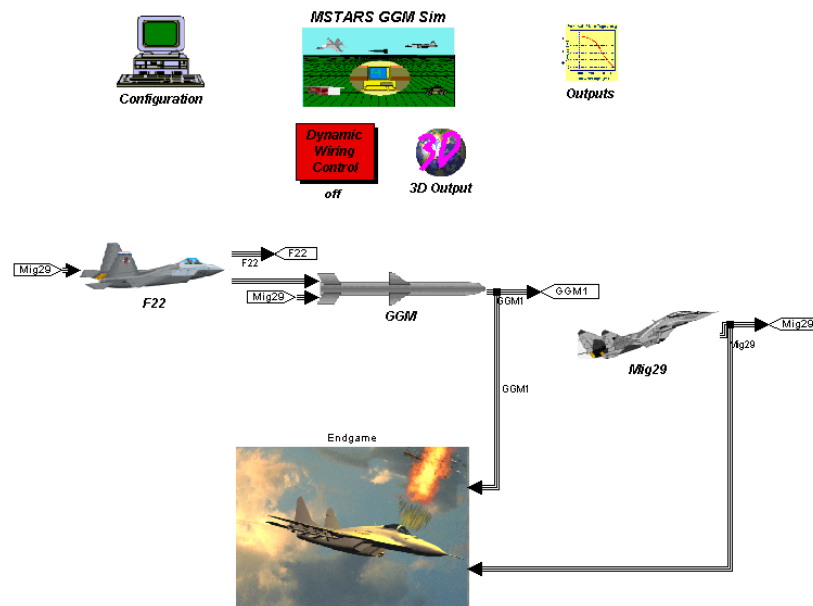 MSTARS GGM Sim
Configuration
Outputs
Dynamic
Wiring
Control
off
3D
3D Output
Mig29
F22
F22
F22
Mig29
GGM
GGM1
GGM1
GGM1
Mig29
Mig29
Mig29
Endgame